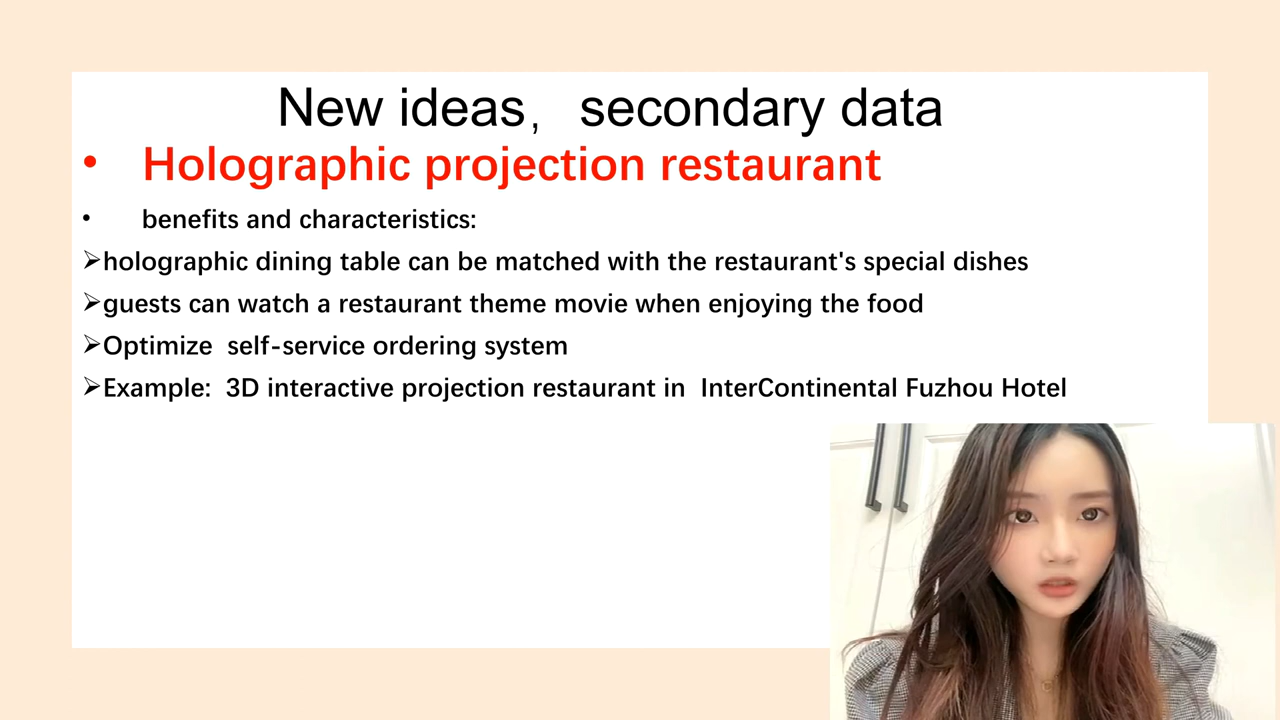 New ideas，secondary data
• Holographic projection restaurant
• benefits and characteristics:
➢holographic dining table can be matched with the restaurant's special dishes
➢guests can watch a restaurant theme movie when enjoying the food
➢Optimize self-service ordering system
➢Example: 3D interactive projection restaurant in InterContinental Fuzhou Hotel